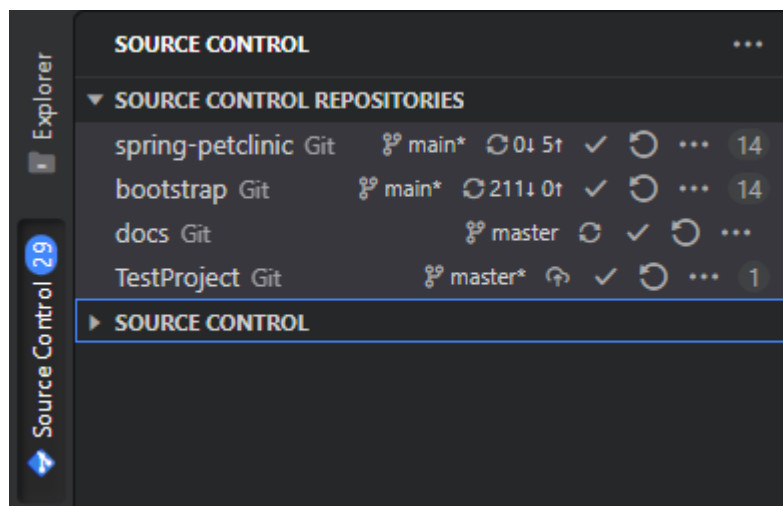 Explorer
Source Control 29
SOURCE CONTROL
SOURCE CONTROL REPOSITORIES
spring-petclinic Git main* 0↓ 5↑ 14
bootstrap Git main* 211↓ 0↑ 14
docs Git master
TestProject Git master* 1
SOURCE CONTROL